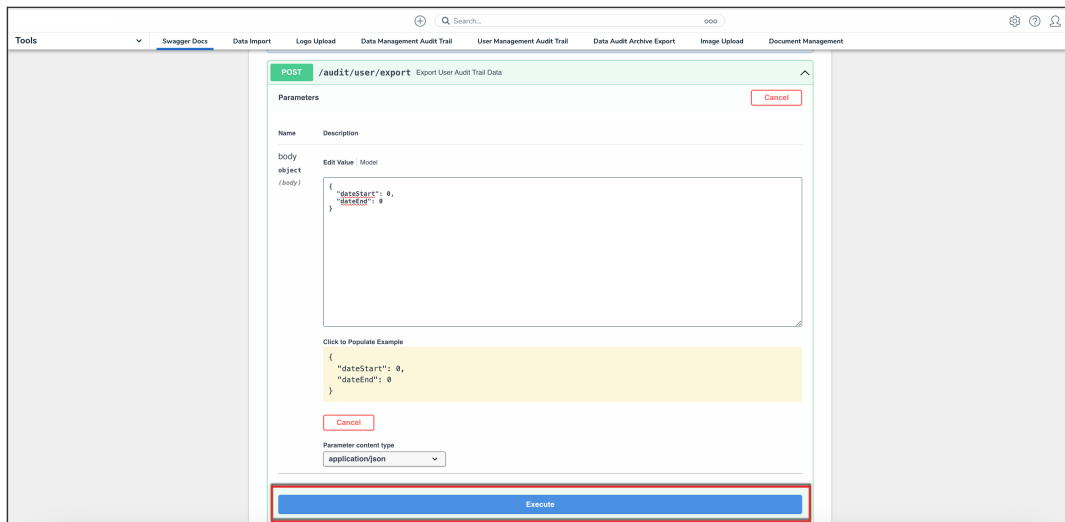 Search... ooo
Tools Swagger Docs Data Import Logo Upload Data Management Audit Trail User Management Audit Trail Data Audit Archive Export Image Upload Document Management
POST /audit/user/export Export User Audit Trail Data
Parameters Cancel
Name Description
body
object
(body)
Edit Value Model
{
"dateStart": 0,
"dateEnd": 0
}
Click to Populate Example
{
"dateStart": 0,
"dateEnd": 0
}
Cancel
Parameter content type
application/json
Execute